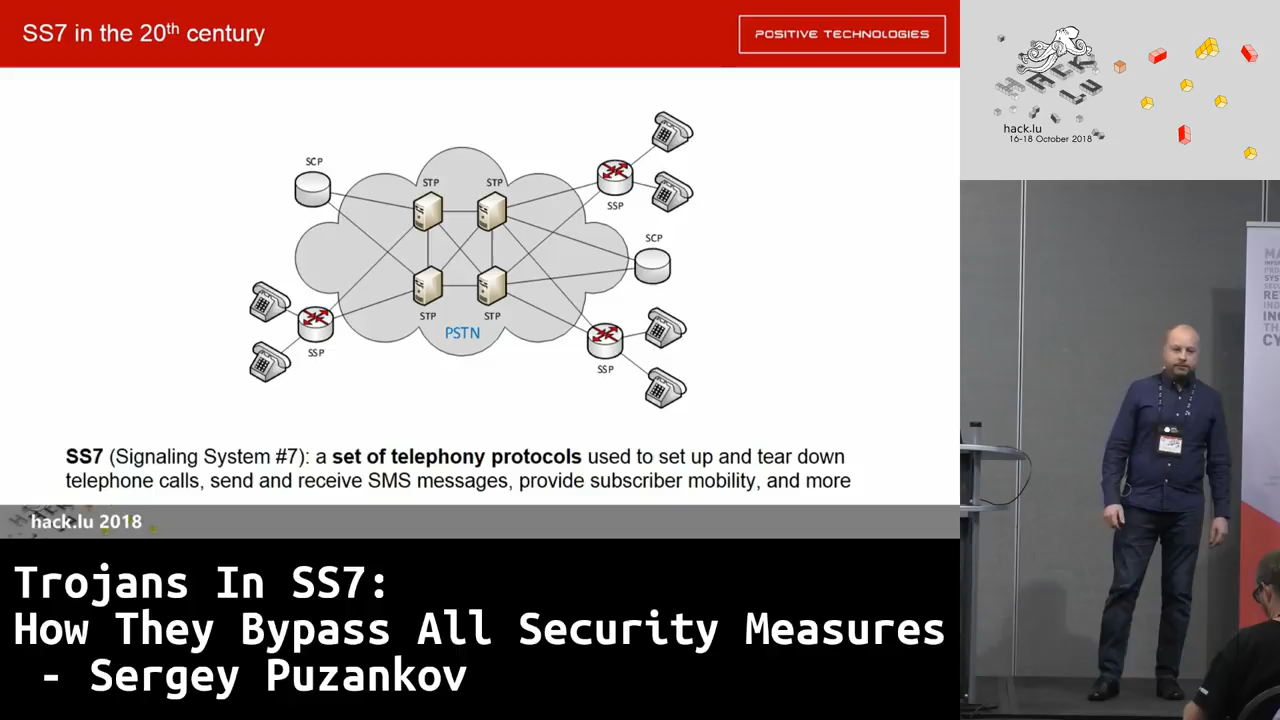 SS7 in the 20th century
POSITIVE TECHNOLOGIES
SCP
STP
STP
SSP
SCP
SSP
STP
STP
PSTN
SSP
SS7 (Signaling System #7): a set of telephony protocols used to set up and tear down
telephone calls, send and receive SMS messages, provide subscriber mobility, and more
hack.lu 2018
Trojans In SS7:
How They Bypass All Security Measures
- Sergey Puzankov
HACK
LU
hack.lu
16-18 October 2018